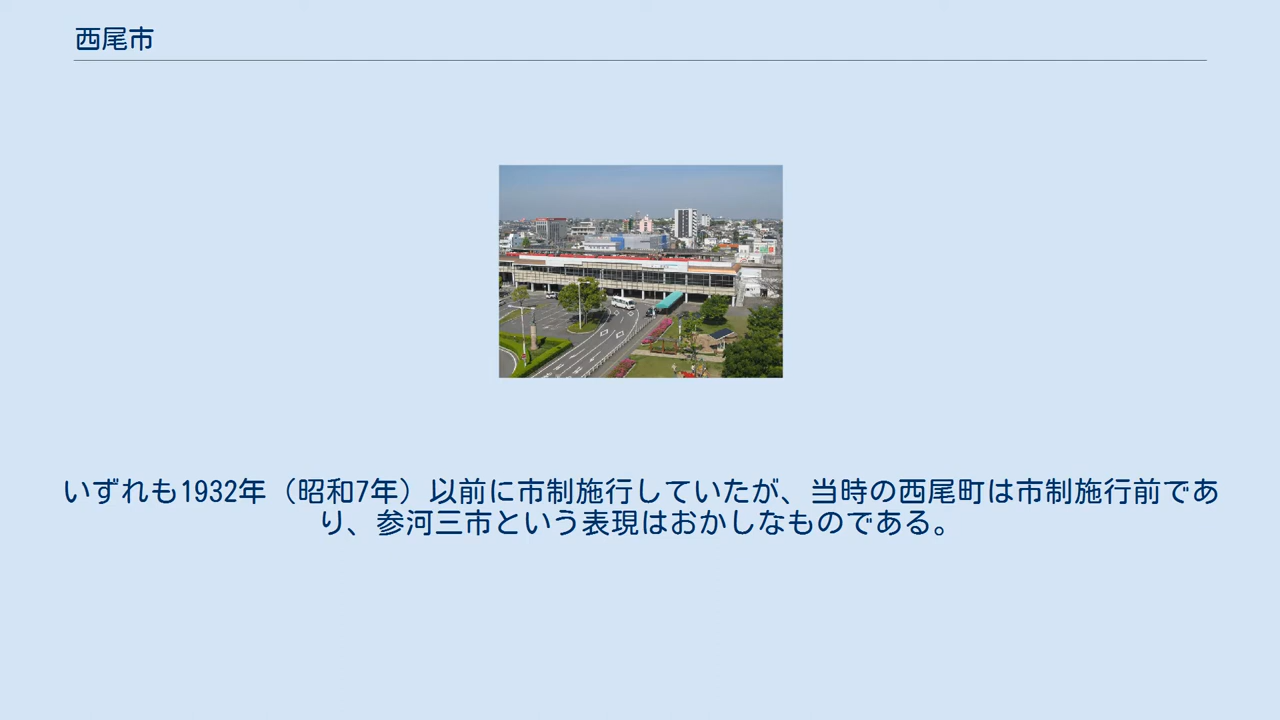 西尾市
いずれも1932年（昭和7年）以前に市制施行していたが、当時の西尾町は市制施行前であ
り、参河三市という表現はおかしなものである。